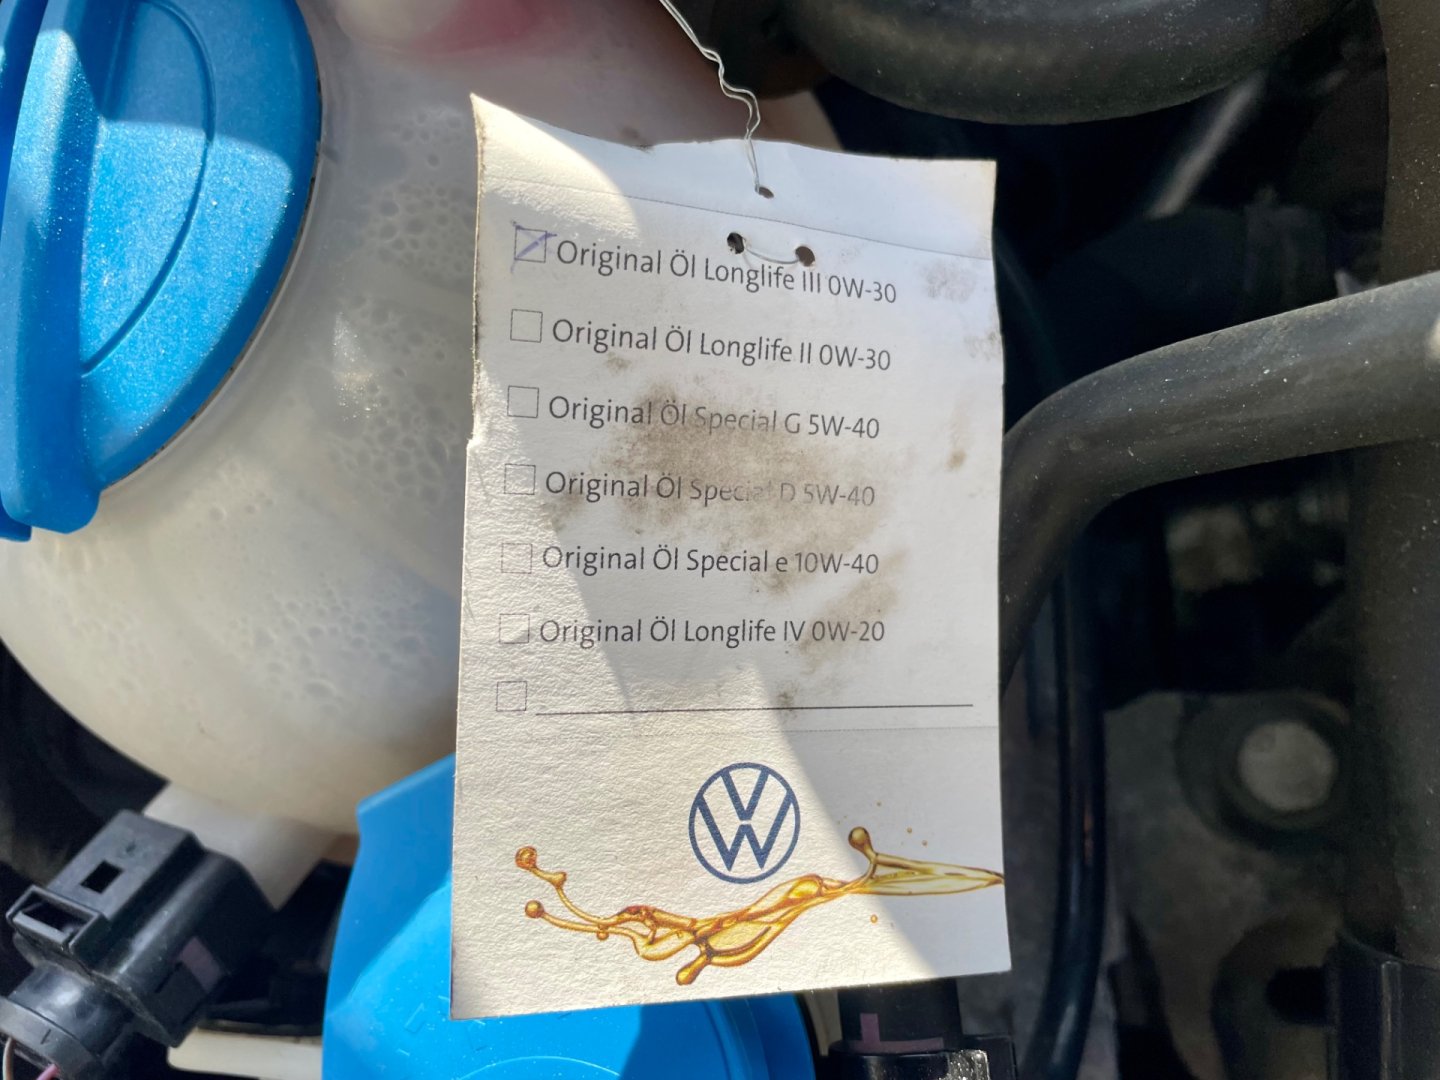 Original Öl Longlife III 0W-30
Original Öl Longlife II 0W-30
Original Öl Special G 5W-40
Original Öl Special D 5W-40
Original Öl Special e 10W-40
Original Öl Longlife IV 0W-20
VW